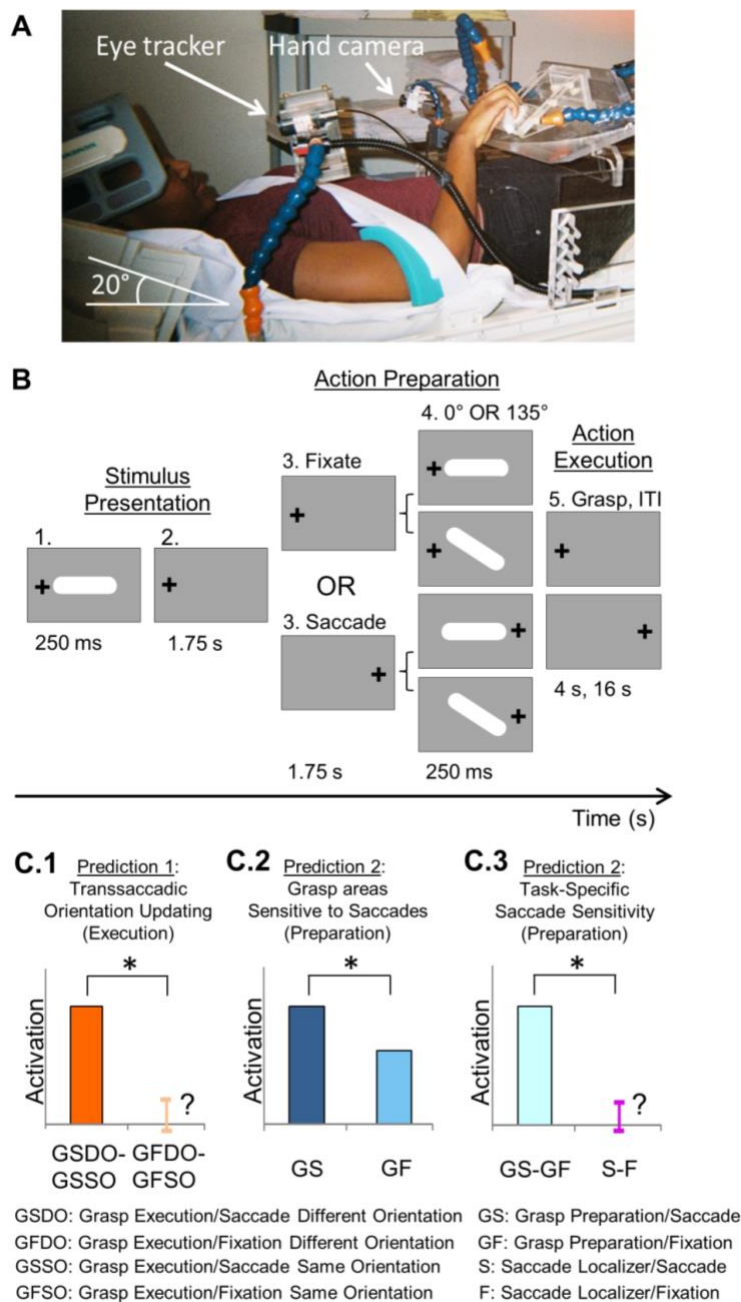 A
Eye tracker
Hand camera
20°
B
Action Preparation
4. 0° OR 135°
Action
Execution
Stimulus
Presentation
3. Fixate
5. Grasp, ITI
1.
2.
OR
3. Saccade
250 ms
1.75 s
4 s, 16 s
1.75 s
250 ms
Time (s)
C.1
Prediction 1:
Transsaccadic
Orientation Updating
(Execution)
*
Activation
?
GSDO-
GSSO
GFDO-
GFSO
C.2
Prediction 2:
Grasp areas
Sensitive to Saccades
(Preparation)
*
Activation
GS
GF
C.3
Prediction 2:
Task-Specific
Saccade Sensitivity
(Preparation)
*
Activation
?
GS-GF
S-F
GSDO: Grasp Execution/Saccade Different Orientation
GFDO: Grasp Execution/Fixation Different Orientation
GSSO: Grasp Execution/Saccade Same Orientation
GFSO: Grasp Execution/Fixation Same Orientation
GS: Grasp Preparation/Saccade
GF: Grasp Preparation/Fixation
S: Saccade Localizer/Saccade
F: Saccade Localizer/Fixation